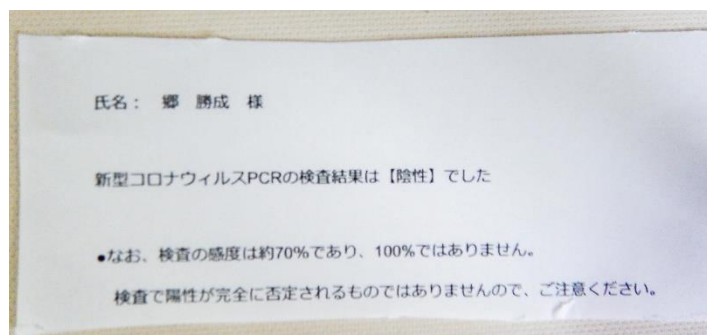 氏名： 郷 勝成 様
新型コロナウィルスPCRの検査結果は【陰性】でした
●なお、検査の感度は約70%であり、100%ではありません。
検査で陽性が完全に否定されるものではありませんので、ご注意ください。